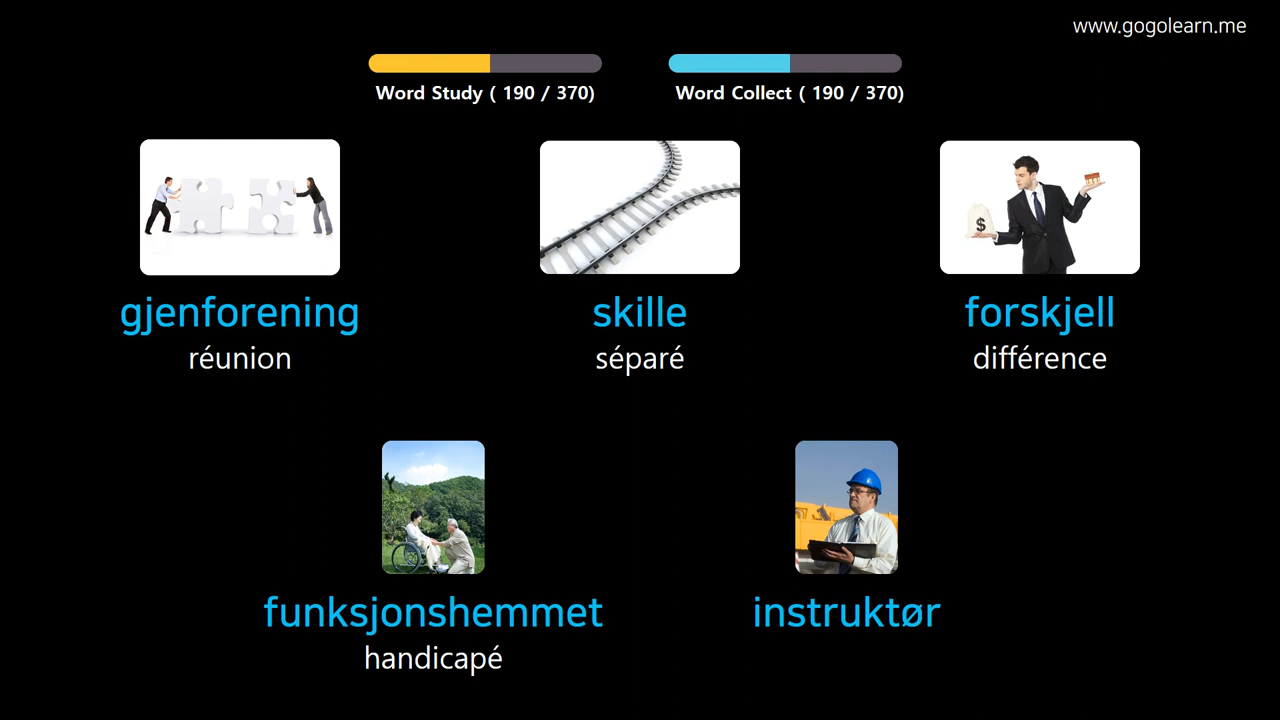 www.gogolearn.me
Word Study ( 190 / 370)
Word Collect ( 190 / 370)
gjenforening
skille
forskjell
réunion
séparé
différence
funksjonshemmet
instruktør
handicapé